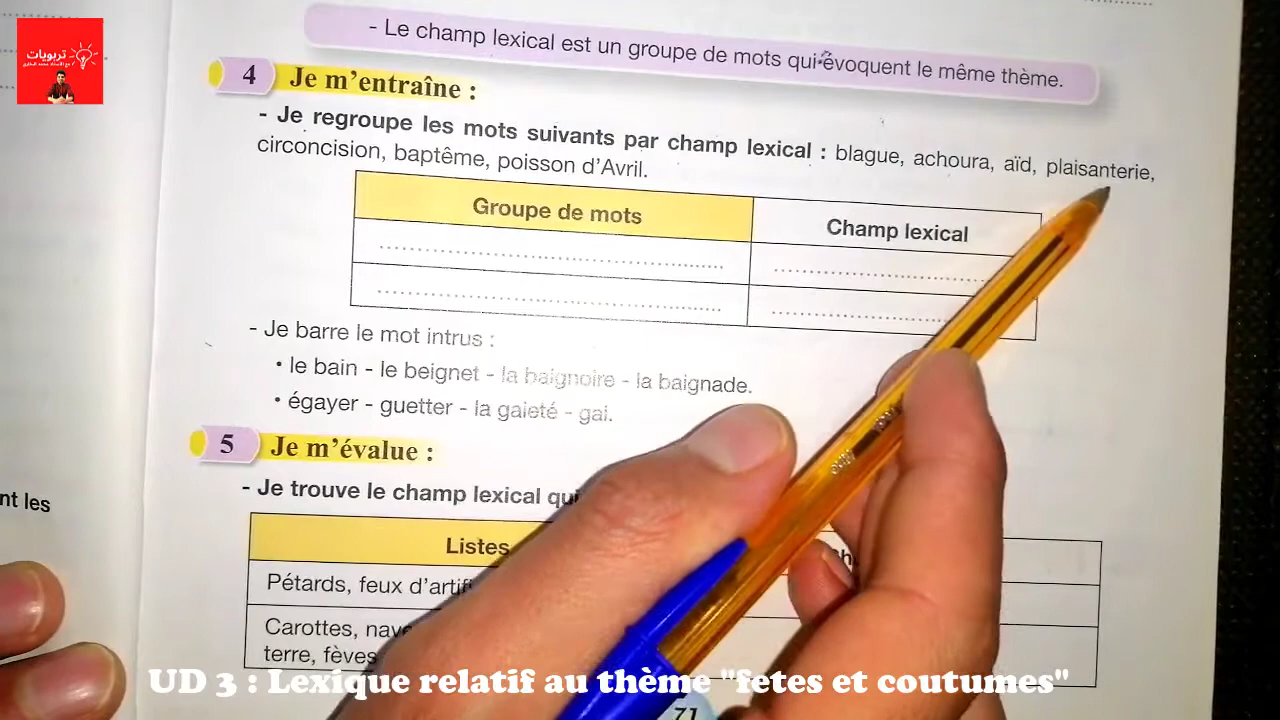 تربويات
- Le champ lexical est un groupe de mots qui évoquent le même thème.
4 Je m'entraîne :
- Je regroupe les mots suivants par champ lexical : blague, achoura, aïd, plaisanterie,
circoncision, baptême, poisson d'Avril.
Groupe de mots Champ lexical
- Je barre le mot intrus :
• le bain - le beignet - la baignoire - la baignade.
• égayer - guetter - la gaieté - gai.
5 Je m'évalue :
- Je trouve le champ lexical qui
Listes
Pétards, feux d'artif
Carottes, nave
terre, fèves
nt les
UD 3 : Lexique relatif au thème "fetes et coutumes"
71